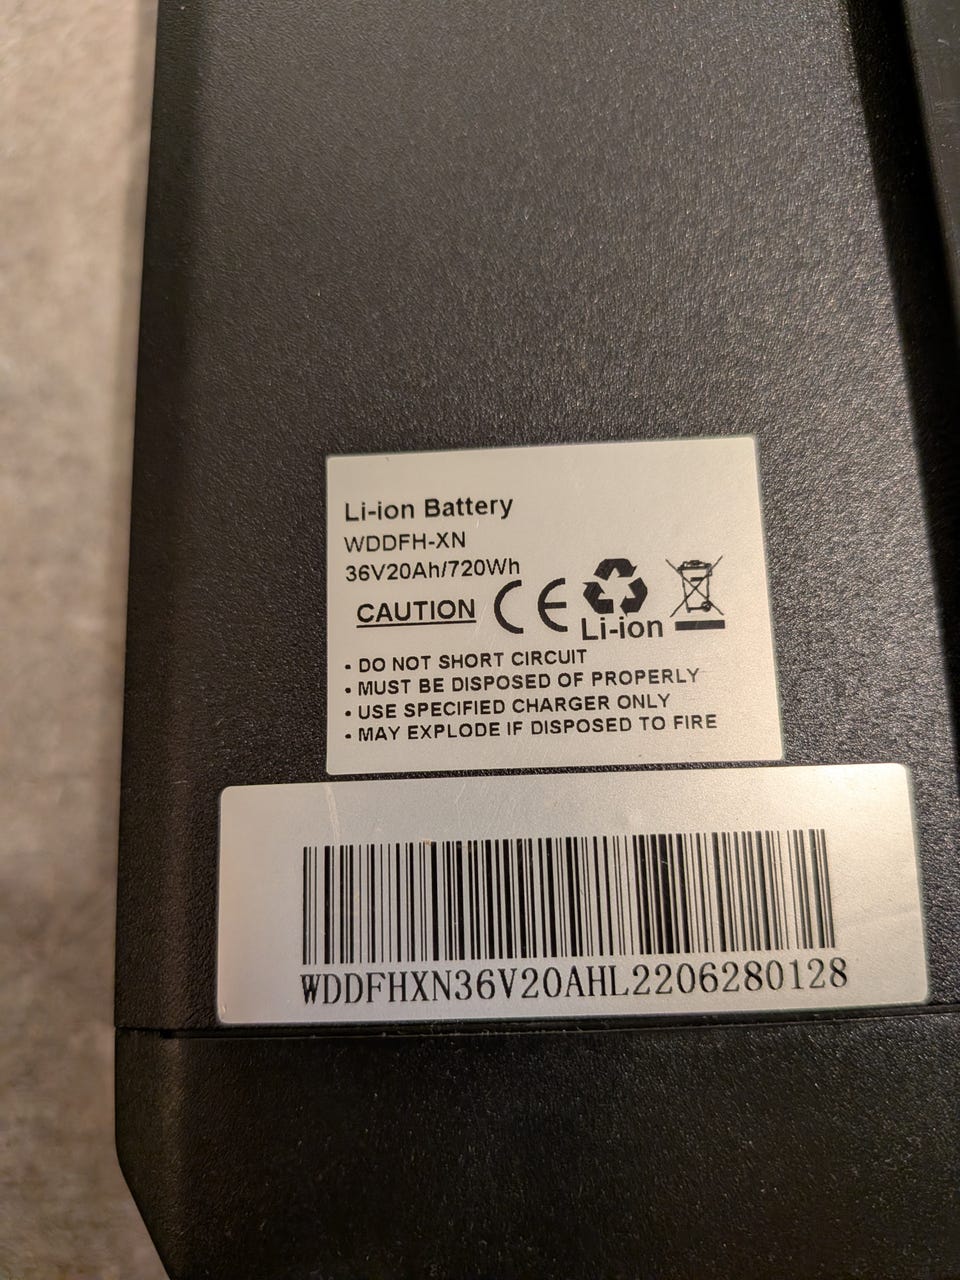 Li-ion Battery
WDDFH-XN
36V20Ah/720Wh
CAUTION CE
Li-ion
• DO NOT SHORT CIRCUIT
• MUST BE DISPOSED OF PROPERLY
• USE SPECIFIED CHARGER ONLY
• MAY EXPLODE IF DISPOSED TO FIRE
WDDFHXN36V20AHL2206280128